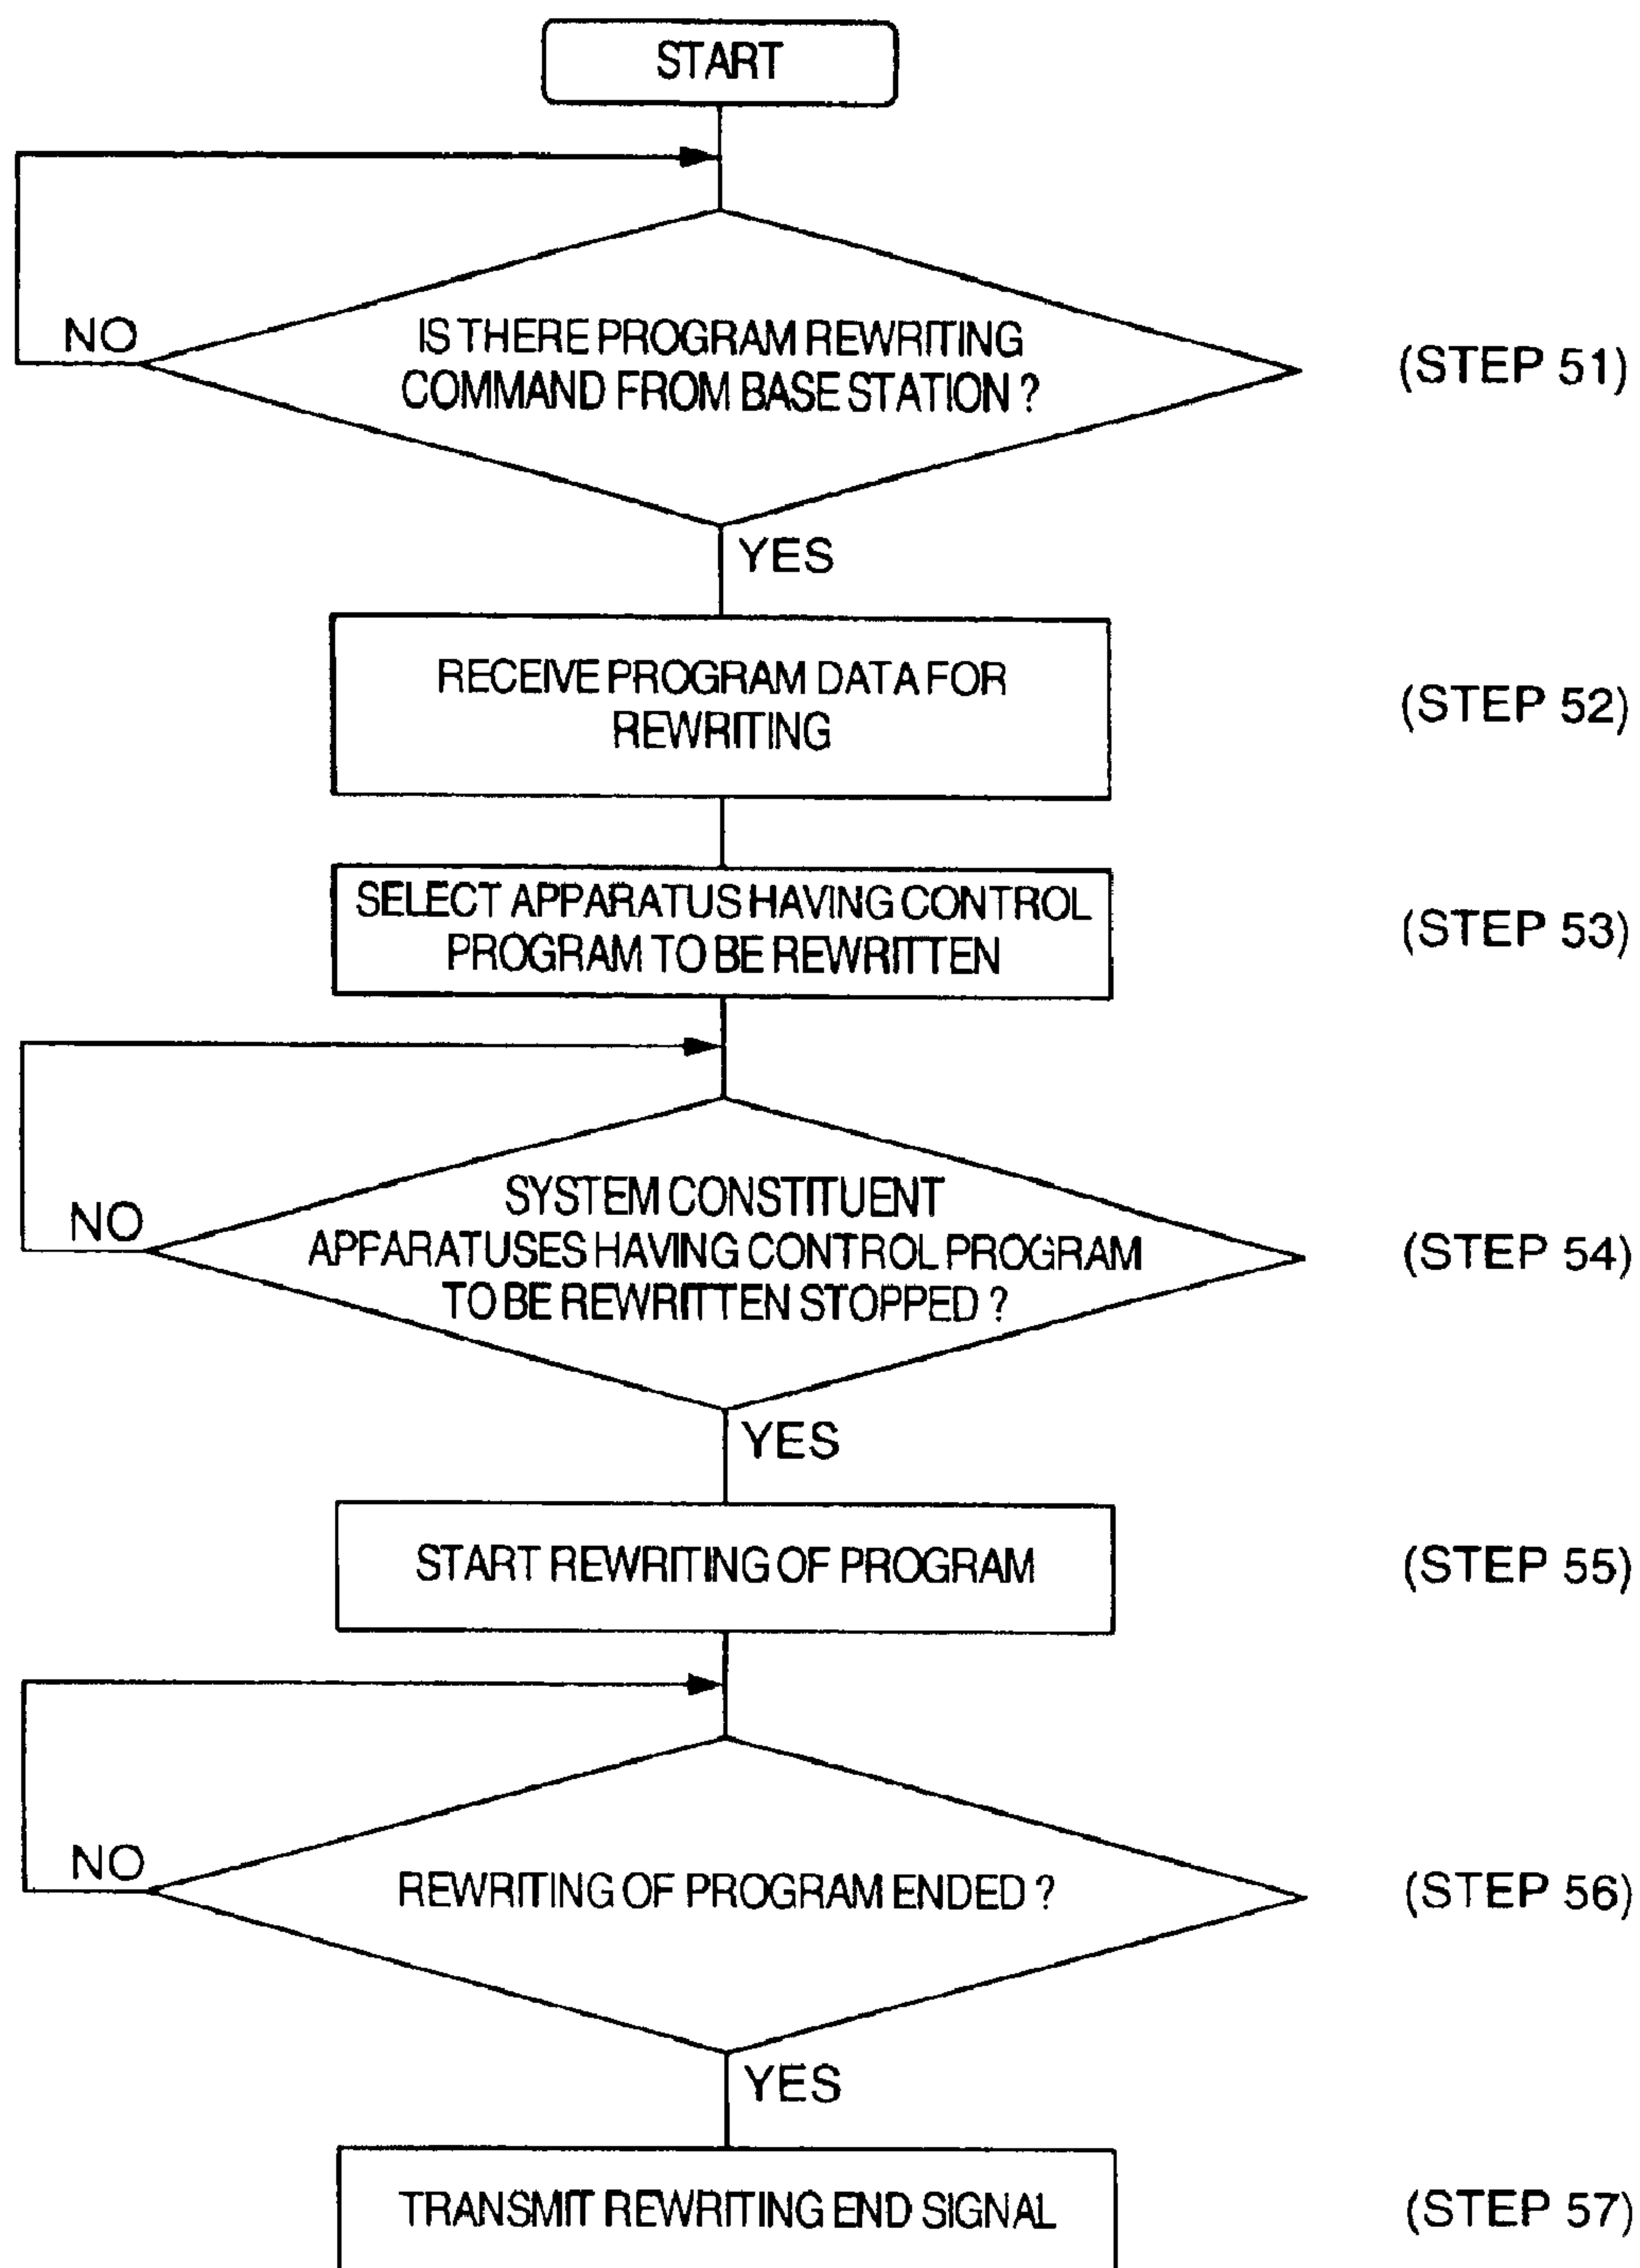 START
NO
IS THERE PROGRAM REWRITING
COMMAND FROM BASE STATION ?
(STEP 51)
YES
RECEIVE PROGRAM DATA FOR
REWRITING
(STEP 52)
SELECT APPARATUS HAVING CONTROL
PROGRAM TO BE REWRITTEN
(STEP 53)
NO
SYSTEM CONSTITUENT
APFARATUSES HAVING CONTROL PROGRAM
TO BE REWRITTEN STOPPED ?
(STEP 54)
YES
START REWRITING OF PROGRAM
(STEP 55)
NO
REWRITING OF PROGRAM ENDED ?
(STEP 56)
YES
TRANSMIT REWRITING END SIGNAL
(STEP 57)